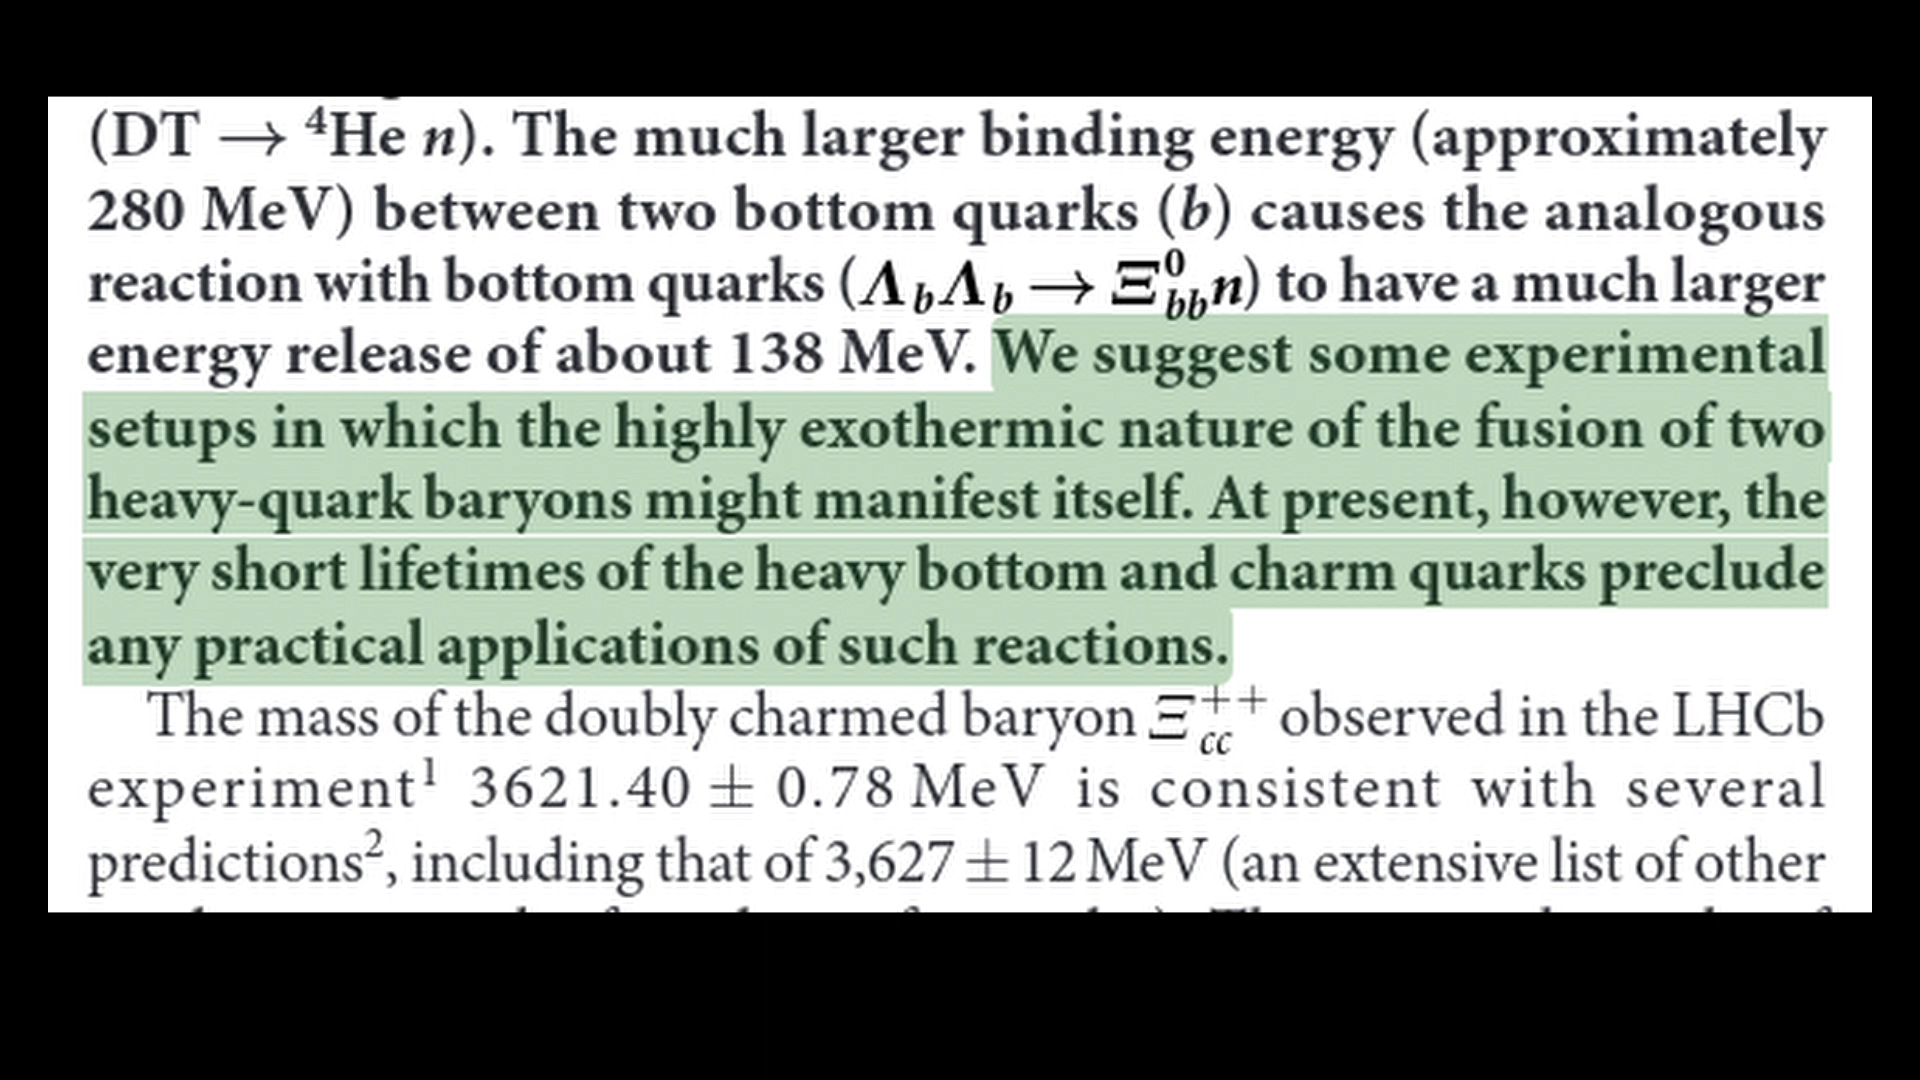 (DT → ⁴He n). The much larger binding energy (approximately
280 MeV) between two bottom quarks (b) causes the analogous
reaction with bottom quarks (Λ_bΛ_b → Ξ⁰_bb n) to have a much larger
energy release of about 138 MeV. We suggest some experimental
setups in which the highly exothermic nature of the fusion of two
heavy-quark baryons might manifest itself. At present, however, the
very short lifetimes of the heavy bottom and charm quarks preclude
any practical applications of such reactions.
The mass of the doubly charmed baryon Ξ⁺⁺_cc observed in the LHCb
experiment¹ 3621.40 ± 0.78 MeV is consistent with several
predictions², including that of 3,627 ± 12 MeV (an extensive list of other